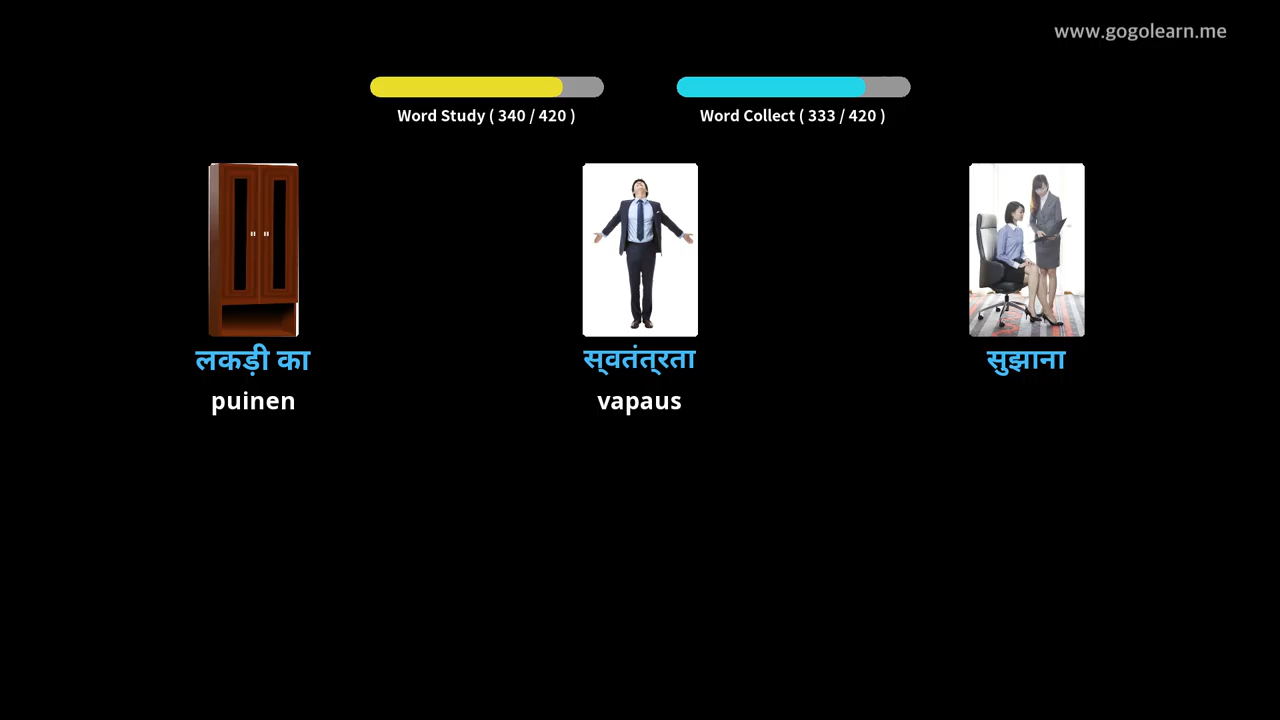 www.gogolearn.me
Word Study ( 340 / 420 )
Word Collect ( 333 / 420 )
लकड़ी का
स्वतंत्रता
सुझाना
puinen
vapaus